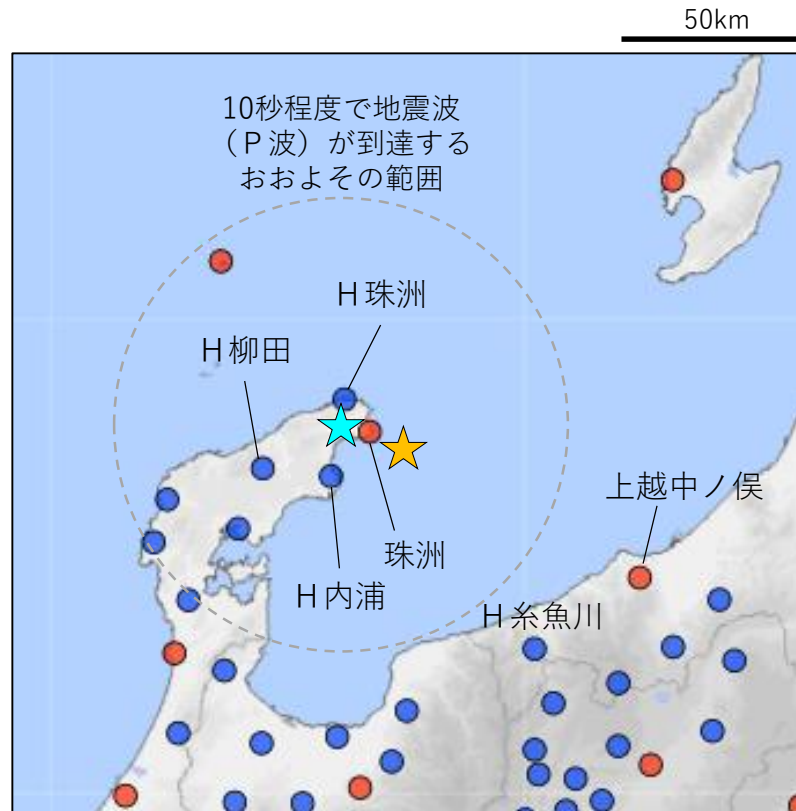 50km
10秒程度で地震波
（Ｐ波）が到達する
おおよその範囲
Ｈ珠洲
Ｈ柳田
上越中ノ俣
珠洲
Ｈ内浦
Ｈ糸魚川